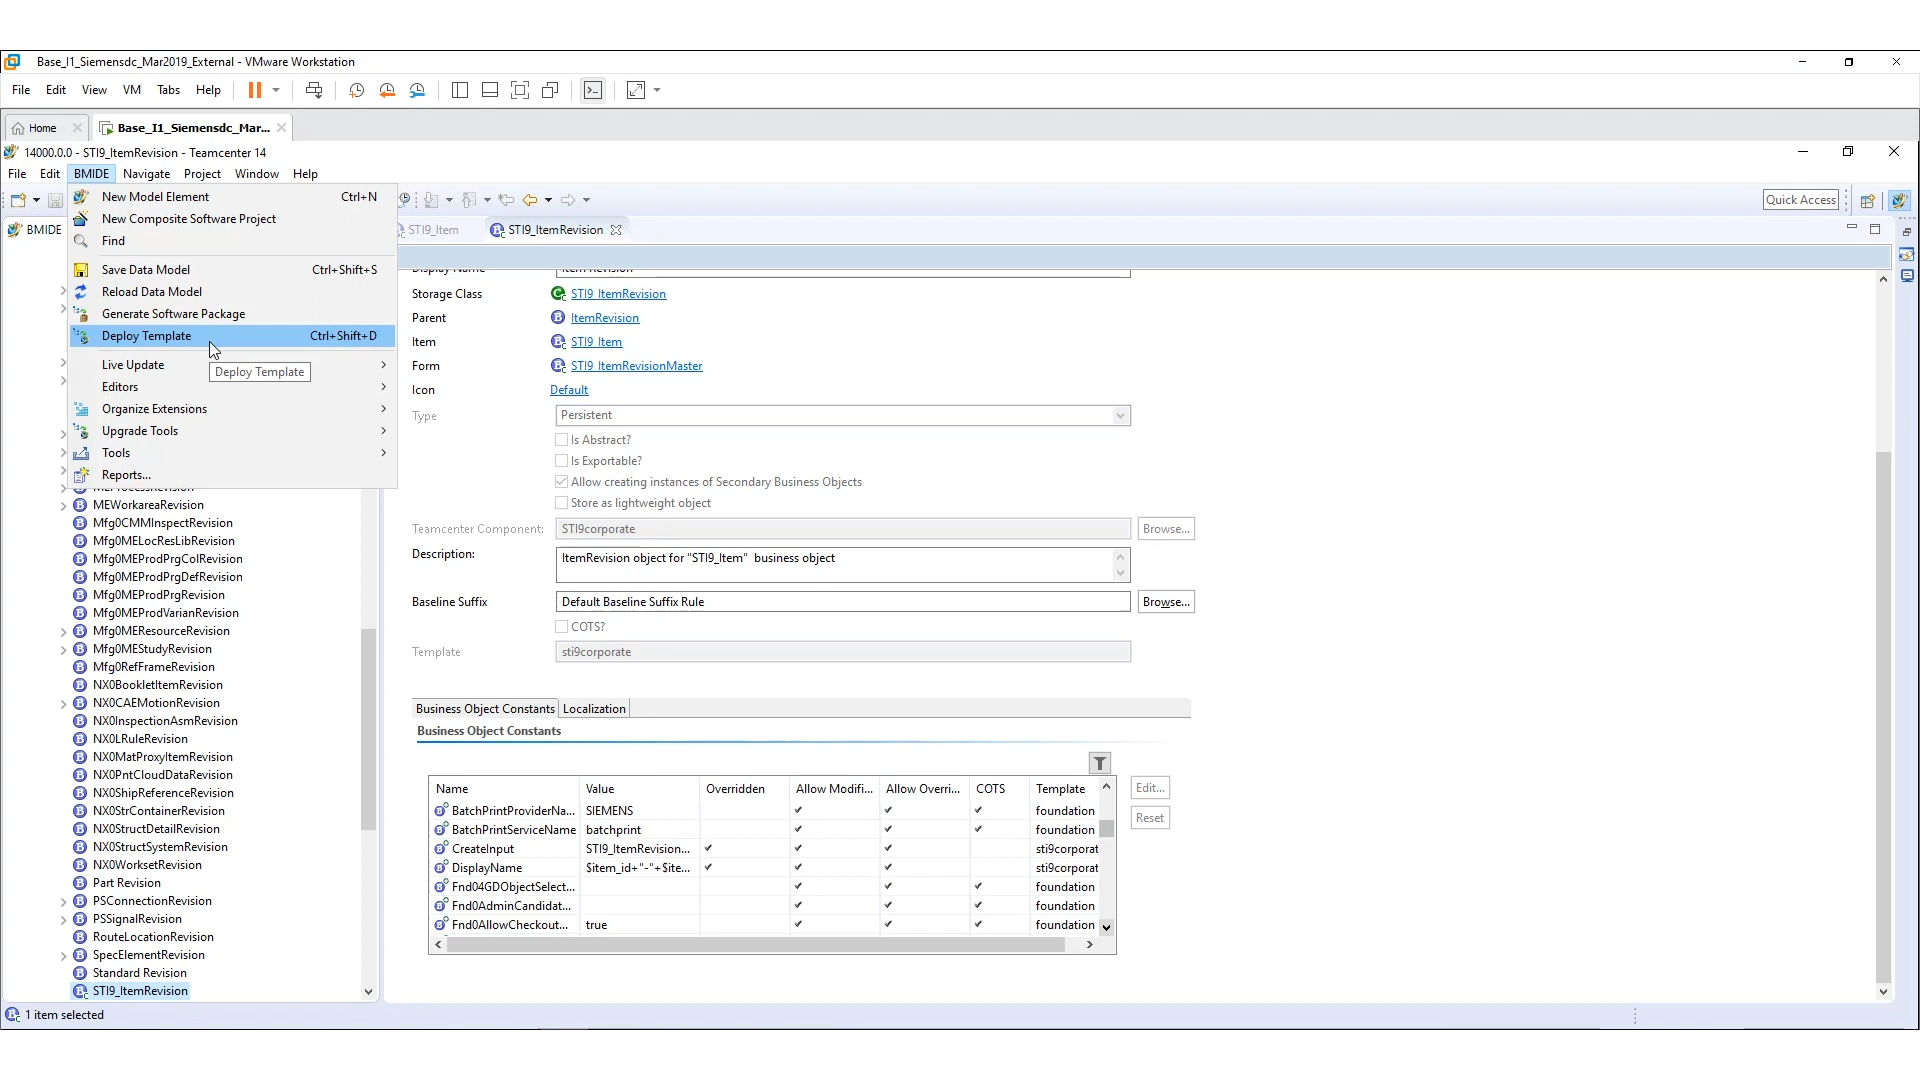 Base_I1_Siemensdc_Mar2019_External - VMware Workstation
File Edit View VM Tabs Help
Home Base_I1_Siemensdc_Mar...
14000.0.0 - STI9_ItemRevision - Teamcenter 14
File Edit BMIDE Navigate Project Window Help
Quick Access
BMIDE
New Model Element Ctrl+N
New Composite Software Project
Find
Save Data Model Ctrl+Shift+S
Reload Data Model
Generate Software Package
Deploy Template Ctrl+Shift+D
Deploy Template
Live Update
Editors
Organize Extensions
Upgrade Tools
Tools
Reports...
MEWorkareaRevision
Mfg0CMMInspectRevision
Mfg0MELocResLibRevision
Mfg0MEProdPrgColRevision
Mfg0MEProdPrgDefRevision
Mfg0MEProdPrgRevision
Mfg0MEProdVarianRevision
Mfg0MEResourceRevision
Mfg0MEStudyRevision
Mfg0RefFrameRevision
NX0BookletItemRevision
NX0CAEMotionRevision
NX0InspectionAsmRevision
NX0LRuleRevision
NX0MatProxyItemRevision
NX0PntCloudDataRevision
NX0ShipReferenceRevision
NX0StrContainerRevision
NX0StructDetailRevision
NX0StructSystemRevision
NX0WorksetRevision
Part Revision
PSConnectionRevision
PSSignalRevision
RouteLocationRevision
SpecElementRevision
Standard Revision
STI9_ItemRevision
STI9_Item STI9_ItemRevision
Storage Class STI9_ItemRevision
Parent ItemRevision
Item STI9_Item
Form STI9_ItemRevisionMaster
Icon Default
Type Persistent
Is Abstract?
Is Exportable?
Allow creating instances of Secondary Business Objects
Store as lightweight object
Teamcenter Component: STI9corporate Browse...
Description: ItemRevision object for "STI9_Item" business object
Baseline Suffix Default Baseline Suffix Rule Browse...
COTS?
Template sti9corporate
Business Object Constants Localization
Business Object Constants
Name Value Overridden Allow Modifi... Allow Overri... COTS Template Edit...
BatchPrintProviderNa... SIEMENS foundation
Reset
BatchPrintServiceName batchprint foundation
CreateInput STI9_ItemRevision... sti9corporat
DisplayName $item_id+"-"+$ite... sti9corporat
Fnd04GDObjectSelect... foundation
Fnd0AdminCandidat... foundation
Fnd0AllowCheckout... true foundation
1 item selected